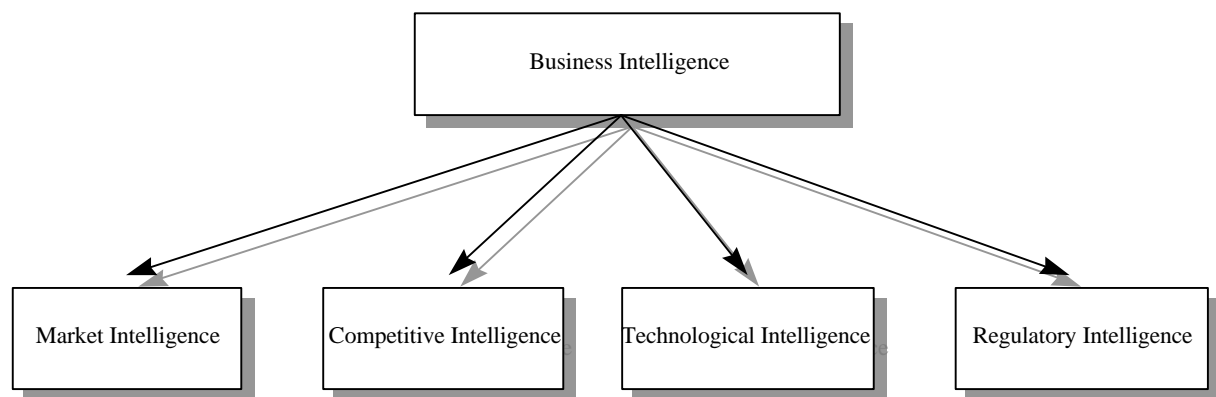 Business Intelligence
Market Intelligence
Competitive Intelligence
Technological Intelligence
Regulatory Intelligence